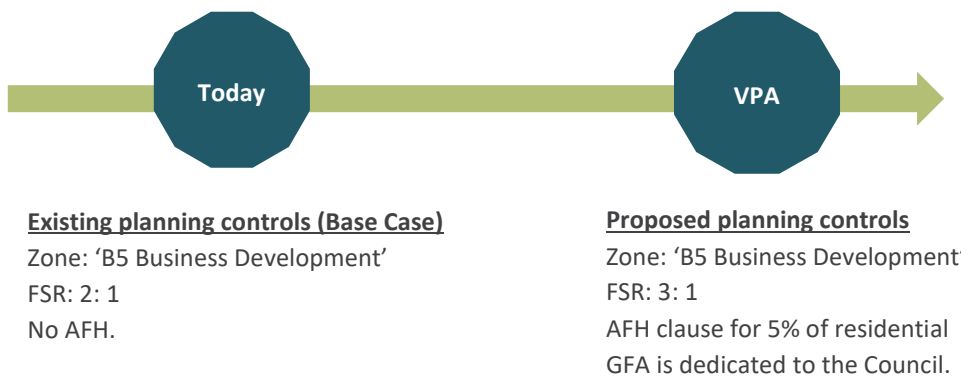 Today
VPA
Existing planning controls (Base Case)
Zone: ‘B5 Business Development’
FSR: 2: 1
No AFH.
Proposed planning controls
Zone: ‘B5 Business Development’
FSR: 3: 1
AFH clause for 5% of residential
GFA is dedicated to the Council.